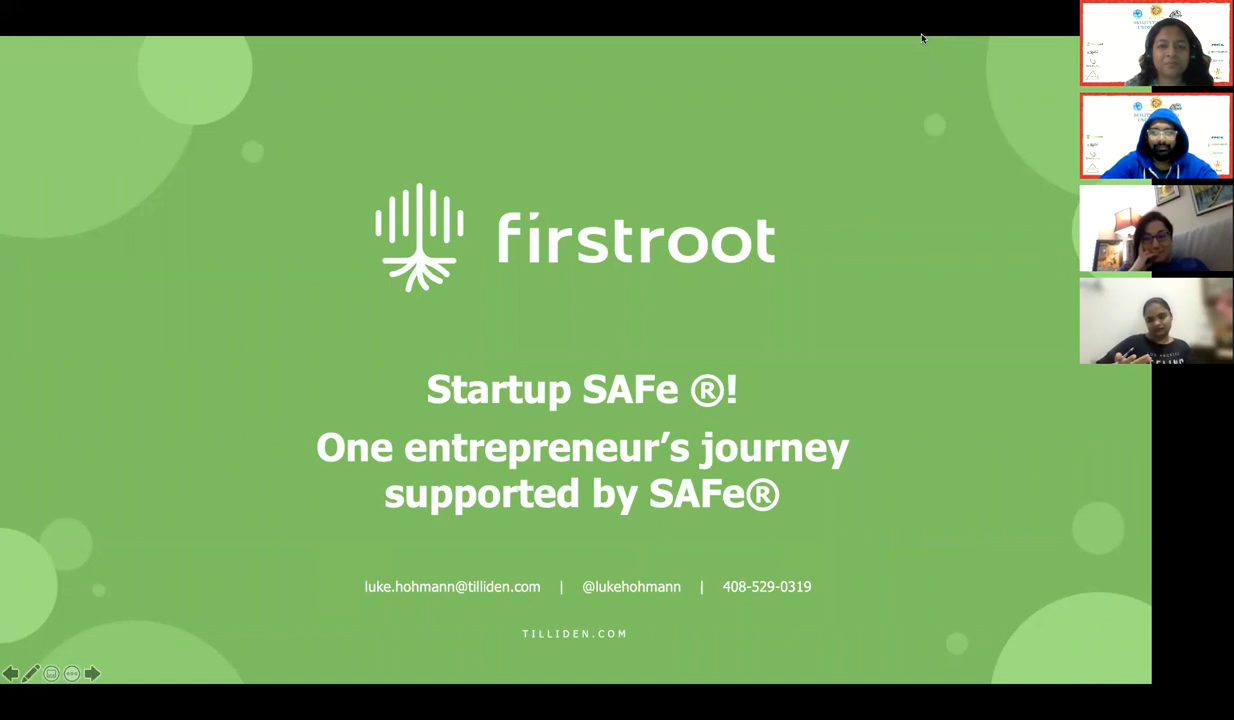 firstroot
Startup SAFe ®!
One entrepreneur’s journey
supported by SAFe®
luke.hohmann@tilliden.com | @lukehohmann | 408-529-0319
TILLIDEN.COM